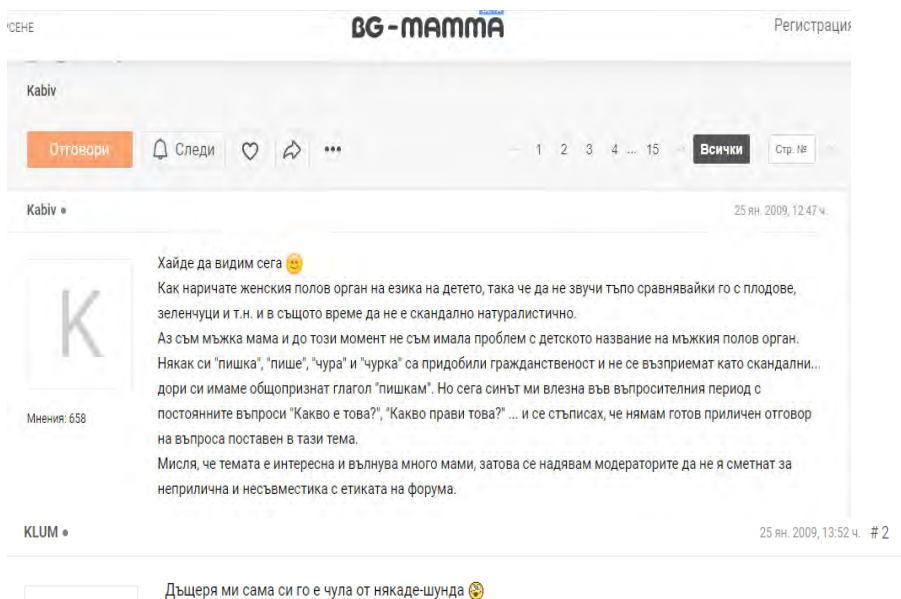 BG-MAMMA
Регистрация
Kabiv
Отговори Следи ••• 1 2 3 4 ... 15 Всички Стр. №
Kabiv • 25 ян. 2009, 12:47 ч.
K
Мнения: 658
Хайде да видим сега
Как наричате женския полов орган на езика на детето, така че да не звучи тъпо сравнявайки го с плодове,
зеленчуци и т.н. и в същото време да не е скандално натуралистично.
Аз съм мъжка мама и до този момент не съм имала проблем с детското название на мъжкия полов орган.
Някак си "пишка", "пише", "чура" и "чурка" са придобили гражданственост и не се възприемат като скандални...
дори си имаме общопризнат глагол "пишкам". Но сега синът ми влезна във въпросителния период с
постоянните въпроси "Какво е това?", "Какво прави това?" ... и се стъписах, че нямам готов приличен отговор
на въпроса поставен в тази тема.
Мисля, че темата е интересна и вълнува много мами, затова се надявам модераторите да не я сметнат за
неприлична и несъвместика с етиката на форума.
KLUM • 25 ян. 2009, 13:52 ч. # 2
Дъщеря ми сама си го е чула от някаде-шунда